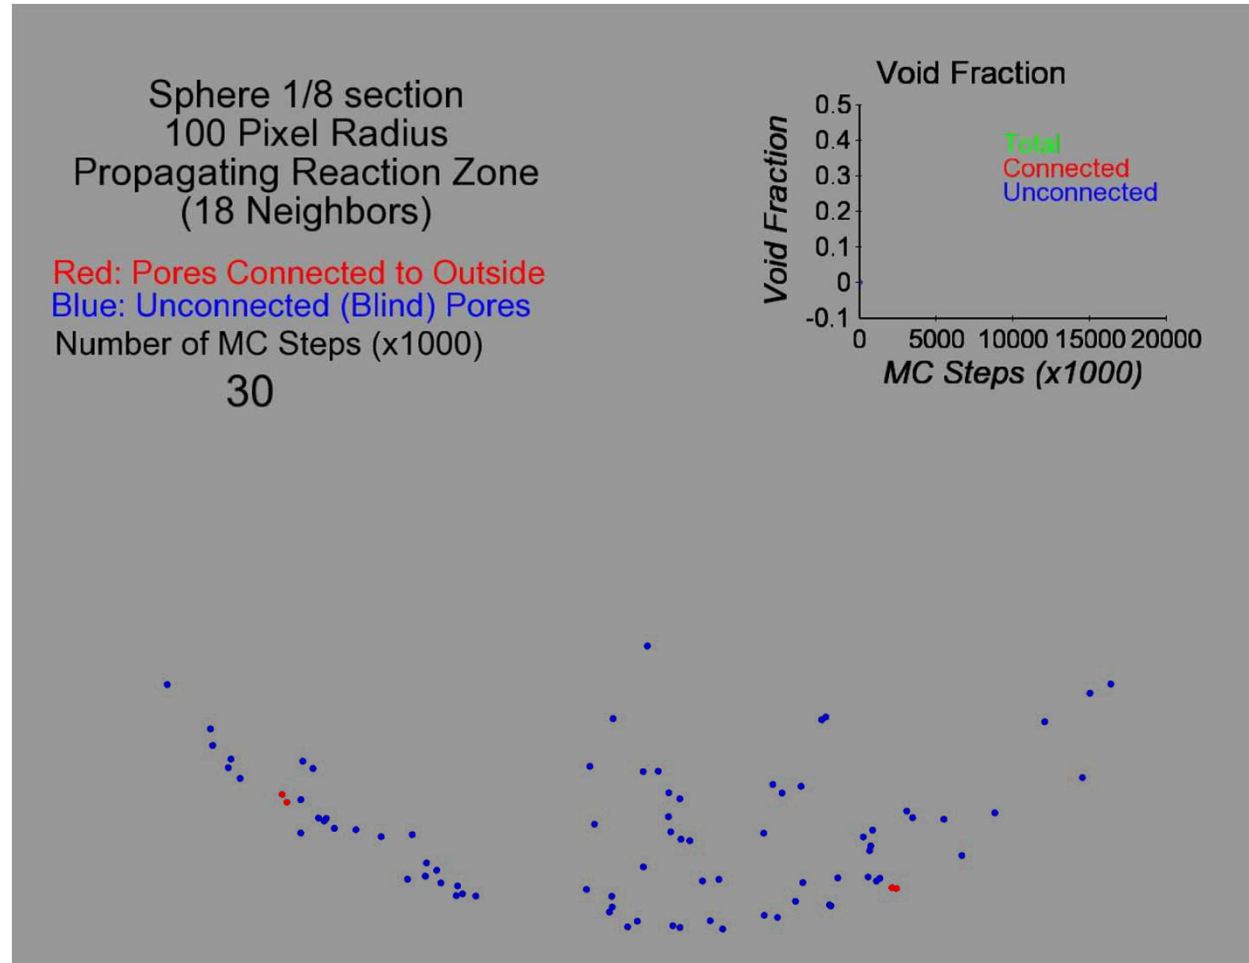 Sphere 1/8 section
100 Pixel Radius
Propagating Reaction Zone
(18 Neighbors)
Red: Pores Connected to Outside
Blue: Unconnected (Blind) Pores
Number of MC Steps (x1000)
30
Void Fraction
Void Fraction
0.5
0.4
0.3
0.2
0.1
0
-0.1
Total
Connected
Unconnected
0 5000 10000 15000 20000
MC Steps (x1000)